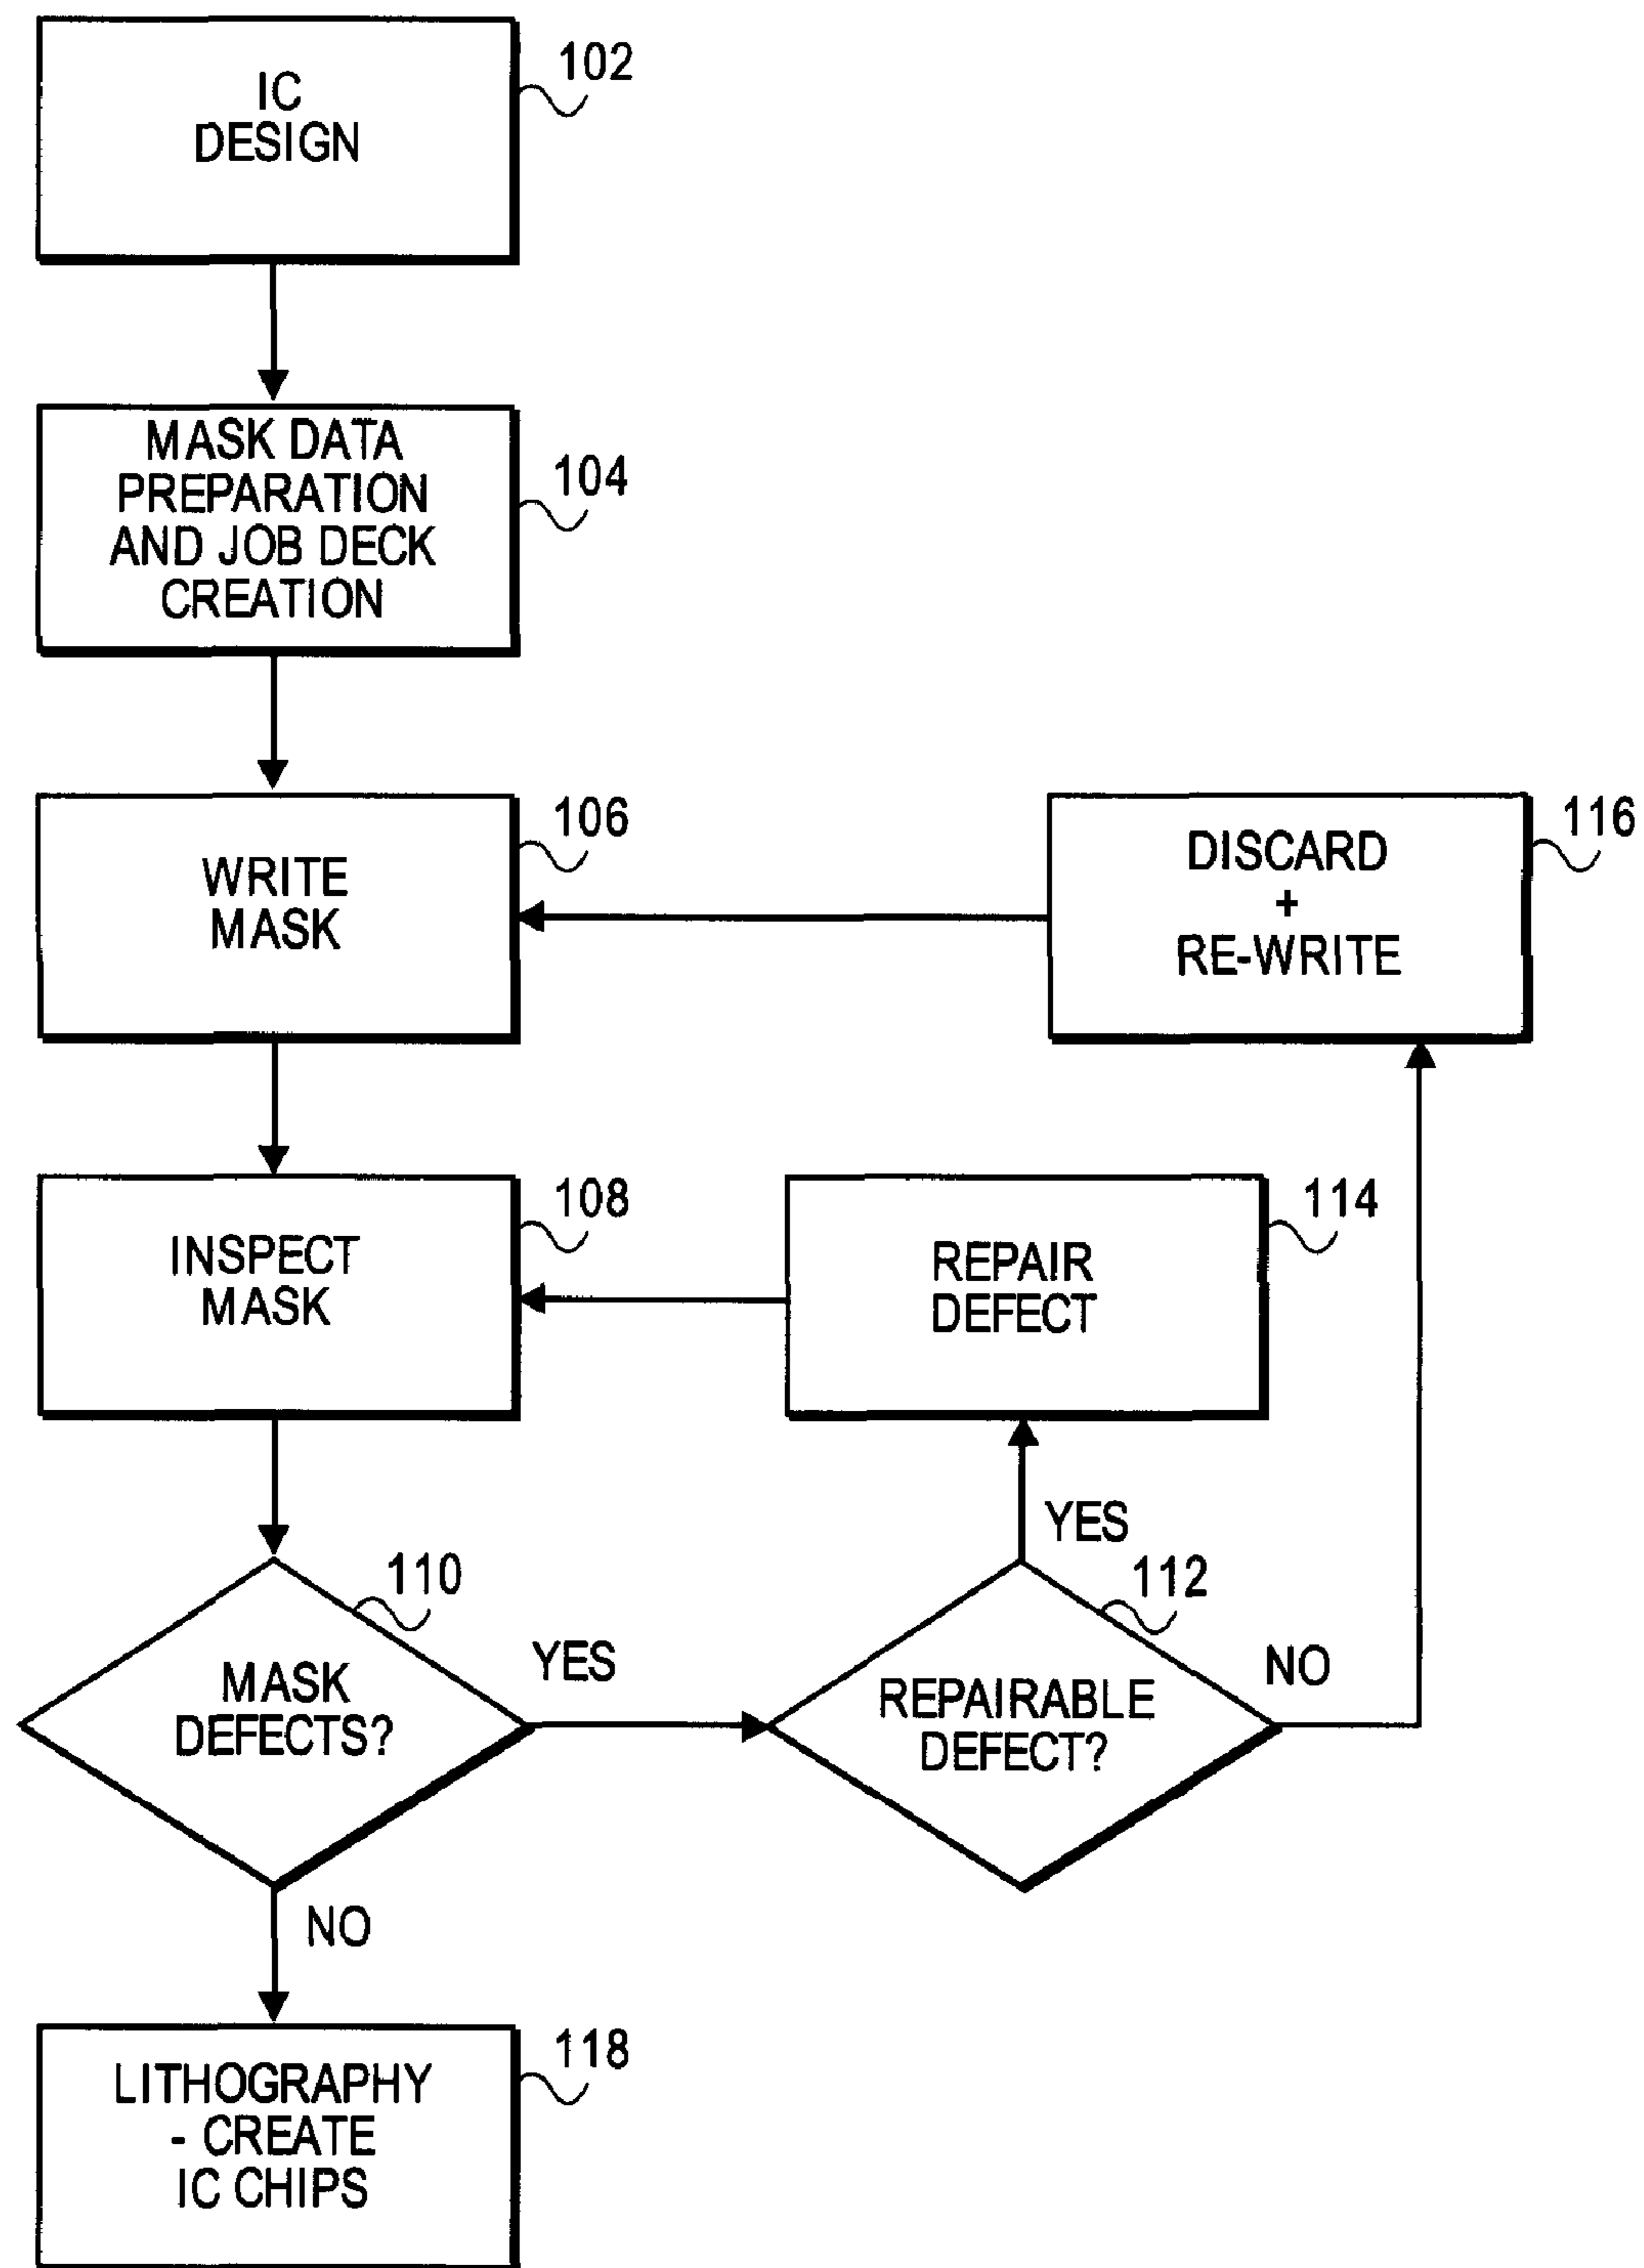 IC
DESIGN
102
MASK DATA
PREPARATION
AND JOB DECK
CREATION
104
WRITE
MASK
106
DISCARD
+
RE-WRITE
116
INSPECT
MASK
108
REPAIR
DEFECT
114
MASK
DEFECTS?
110
YES
REPAIRABLE
DEFECT?
112
YES
NO
NO
LITHOGRAPHY
- CREATE
IC CHIPS
118